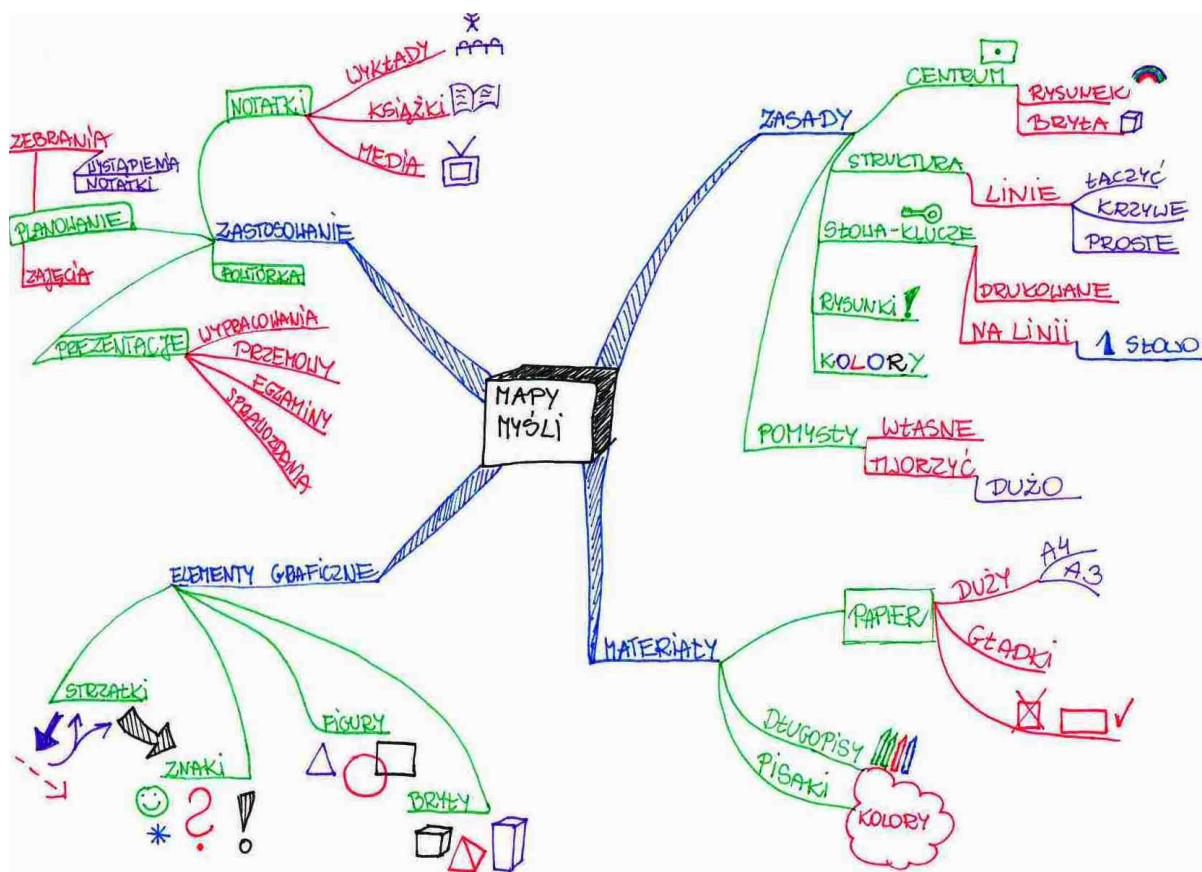 MAPY
MYŚLI
ZASADY
CENTRUM
RYSUNEK
BRYŁA
STRUKTURA
LINIE
ŁĄCZYĆ
KRZYWE
PROSTE
SŁOWA-KLUCZE
DRUKOWANE
NA LINII
1 SŁOWO
RYSUNKI!
KOLORY
POMYSŁY
WŁASNE
TWORZYĆ
DUŻO
MATERIAŁY
PAPIER
DUŻY
A4
A3
GŁADKI
DŁUGOPISY
PISAKI
KOLORY
ELEMENTY GRAFICZNE
STRZAŁKI
ZNAKI
? !
FIGURY
BRYŁY
ZASTOSOWANIE
NOTATKI
WYKŁADY
KSIĄŻKI
MEDIA
PLANOWANIE
ZEBRANIA
WYSTĄPIENIA
NOTATKI
ZAJĘCIA
POWTÓRKA
PREZENTACJE
WYPRACOWANIA
PRZEMOWY
EGZAMINY
SPRAWOZDANIA